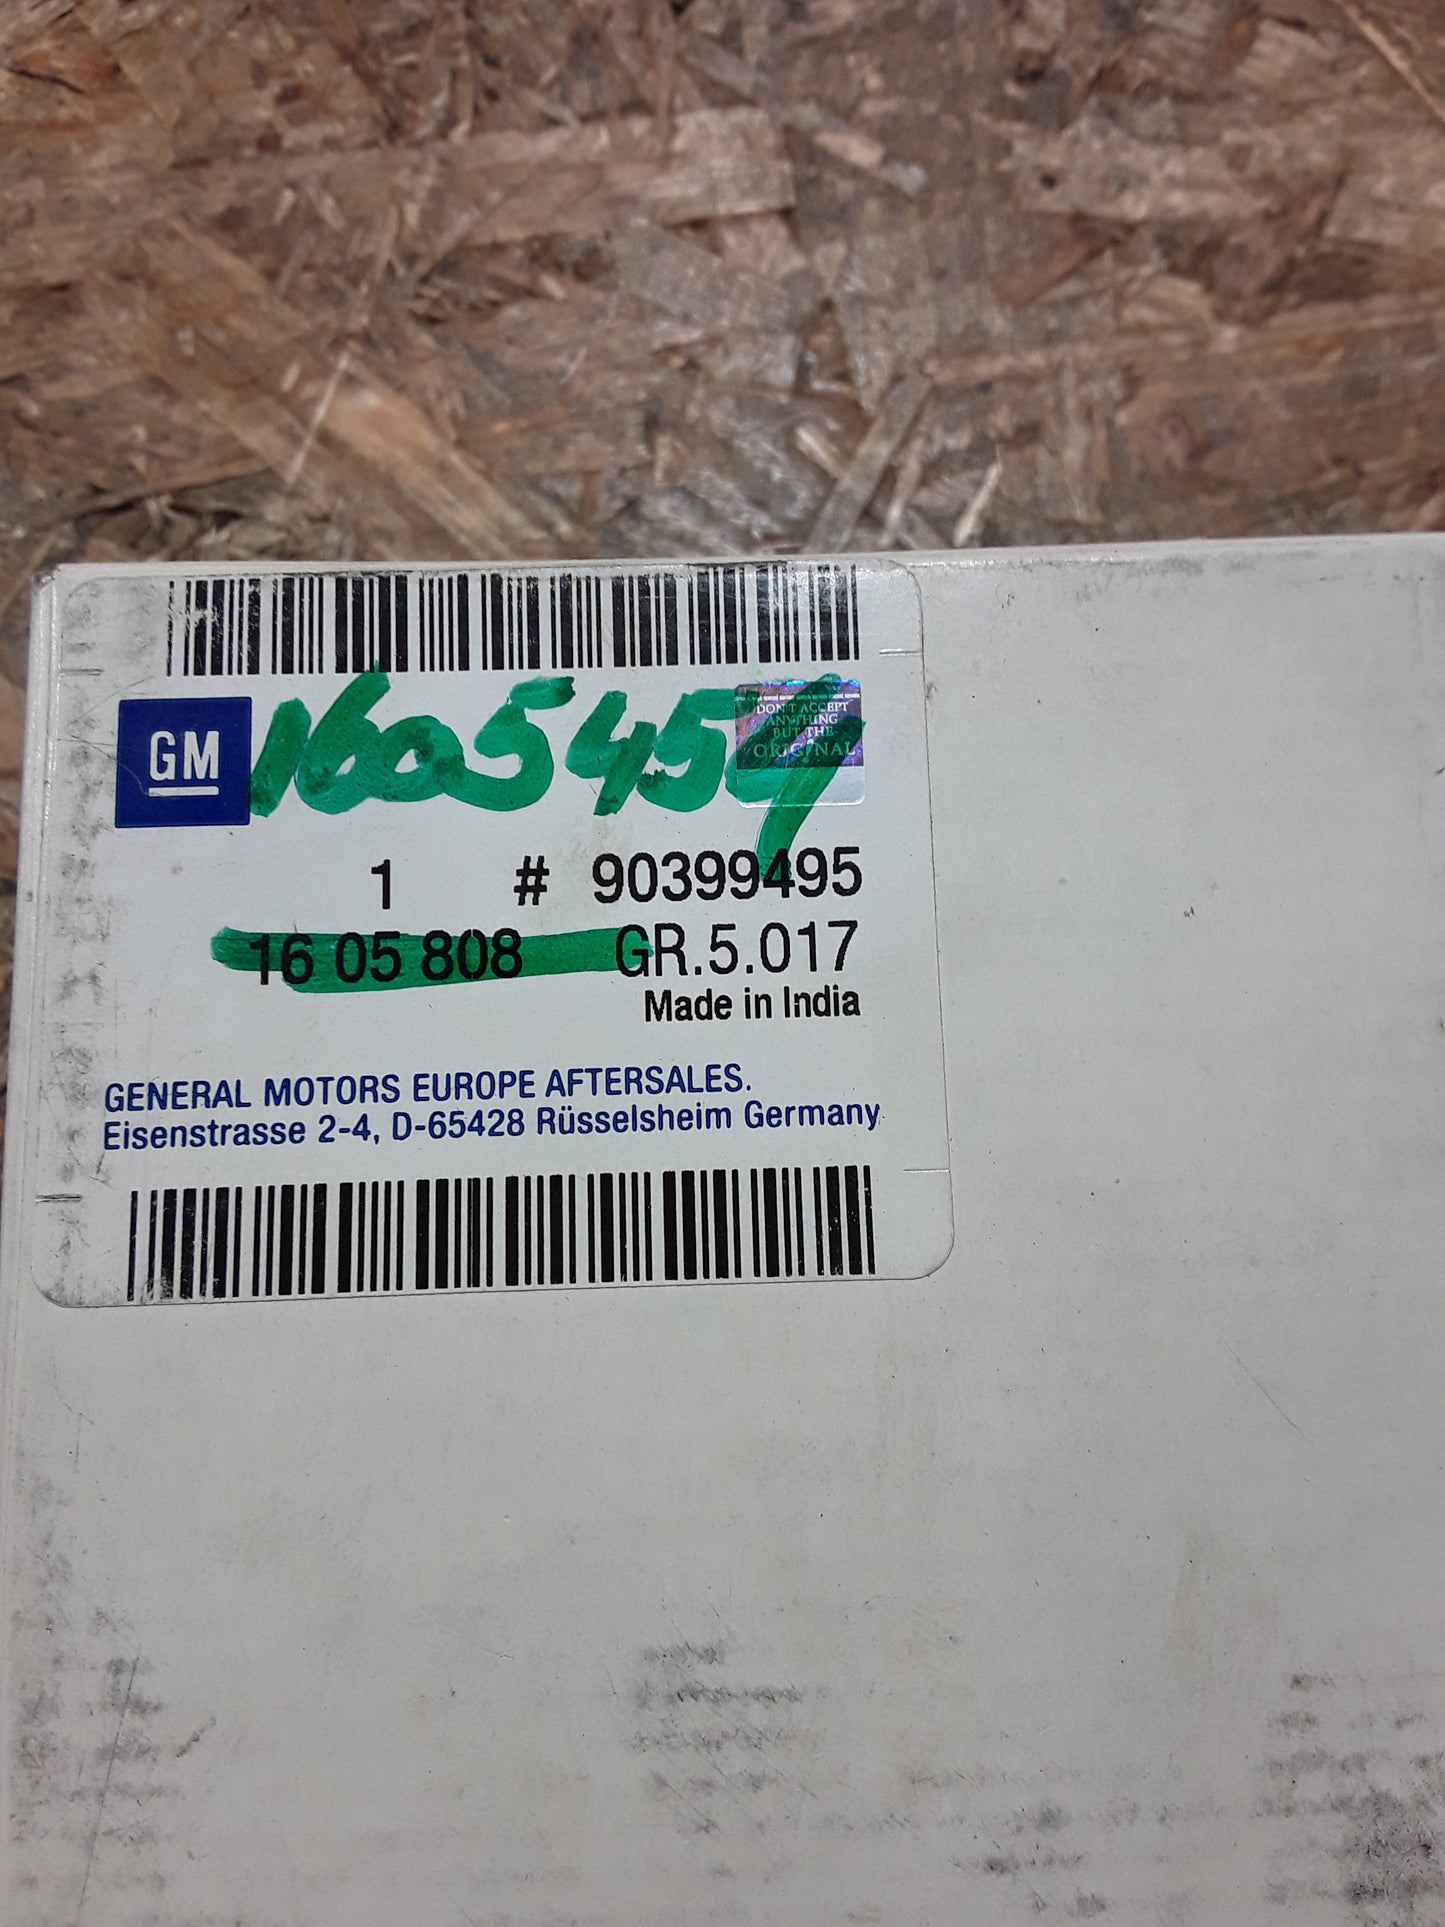 GM
1605459
DON'T ACCEPT
ANYTHING
BUT THE
ORIGINAL
1 # 90399495
16 05 808 GR.5.017
Made in India
GENERAL MOTORS EUROPE AFTERSALES.
Eisenstrasse 2-4, D-65428 Rüsselsheim Germany